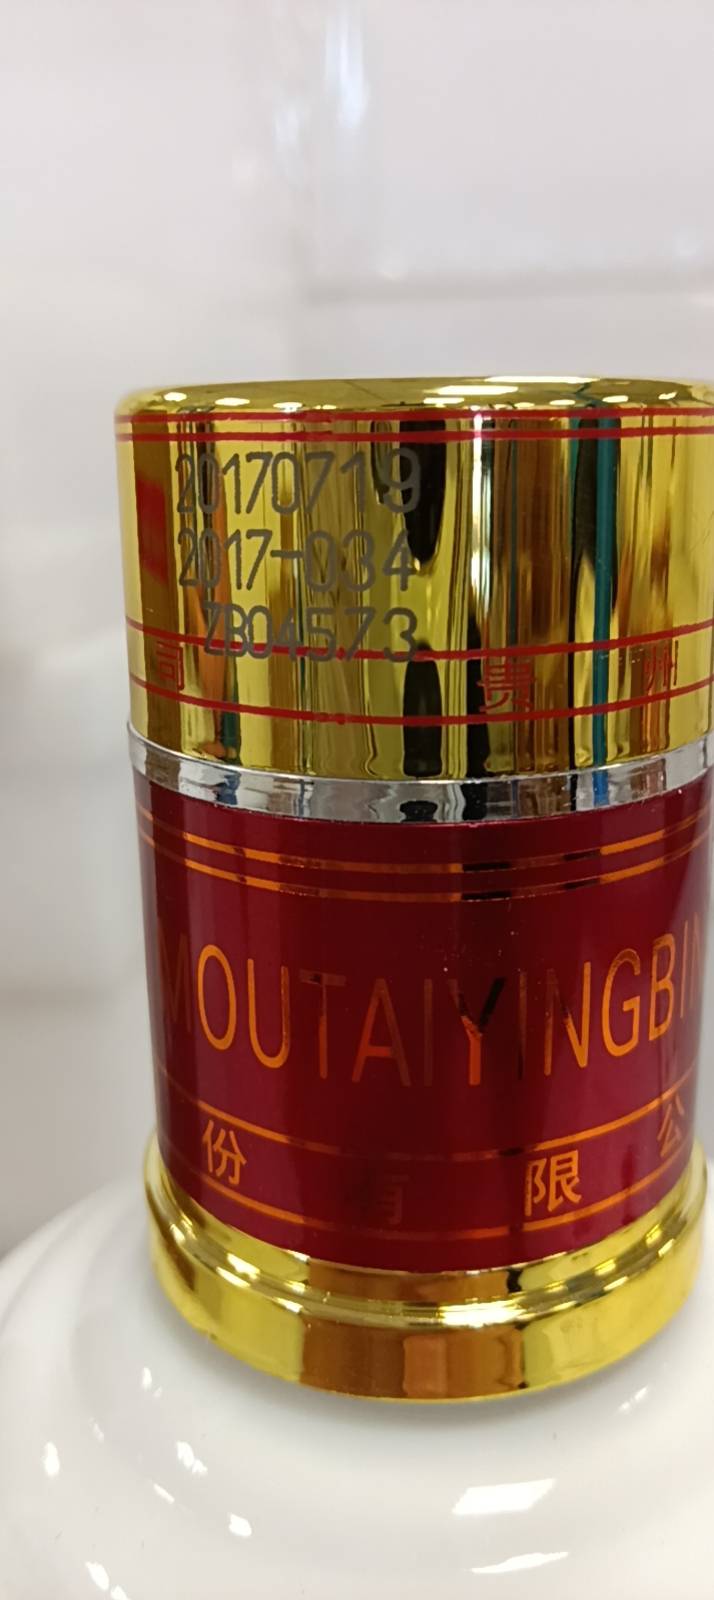 20170719
2017-034
ZB04573
司 贵 州
MOUTAIYINGBIN
份 有 限 公